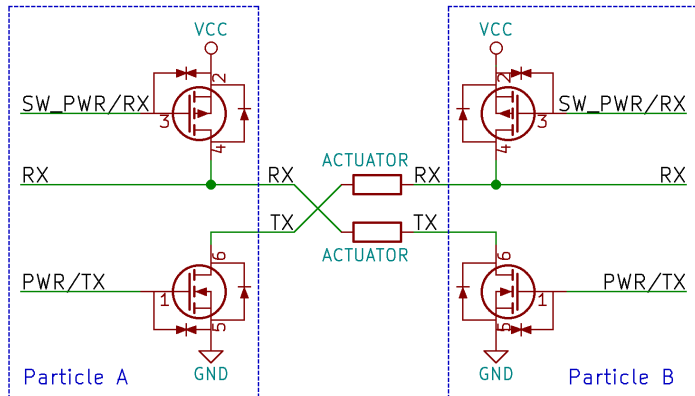 VCC VCC
SW_PWR/RX 2 2 SW_PWR/RX
3 3
4 4
ACTUATOR
RX RX RX RX
TX TX
ACTUATOR
6 6
PWR/TX PWR/TX
1 1
5 5
GND GND
Particle A Particle B